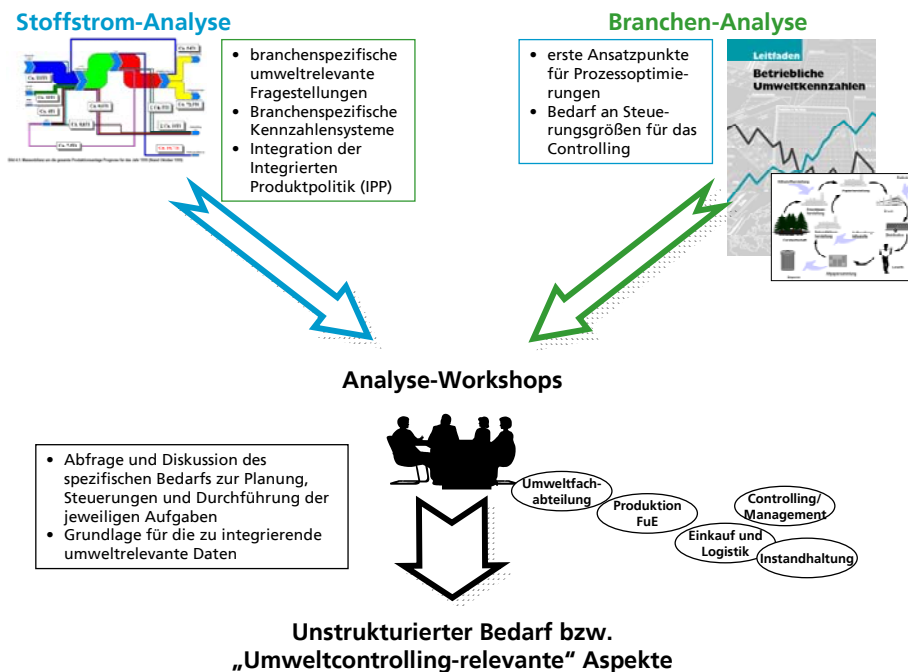 Stoffstrom-Analyse
Branchen-Analyse
• branchenspezifische
umweltrelevante
Fragestellungen
• Branchenspezifische
Kennzahlensysteme
• Integration der
Integrierten
Produktpolitik (IPP)
• erste Ansatzpunkte
für Prozessoptimie-
rungen
• Bedarf an Steue-
rungsgrößen für das
Controlling
Leitfaden
Betriebliche
Umweltkennzahlen
Analyse-Workshops
• Abfrage und Diskussion des
spezifischen Bedarfs zur Planung,
Steuerungen und Durchführung der
jeweiligen Aufgaben
• Grundlage für die zu integrierende
umweltrelevante Daten
Umweltfach-
abteilung
Produktion
FuE
Einkauf und
Logistik
Controlling/
Management
Instandhaltung
Unstrukturierter Bedarf bzw.
„Umweltcontrolling-relevante“ Aspekte